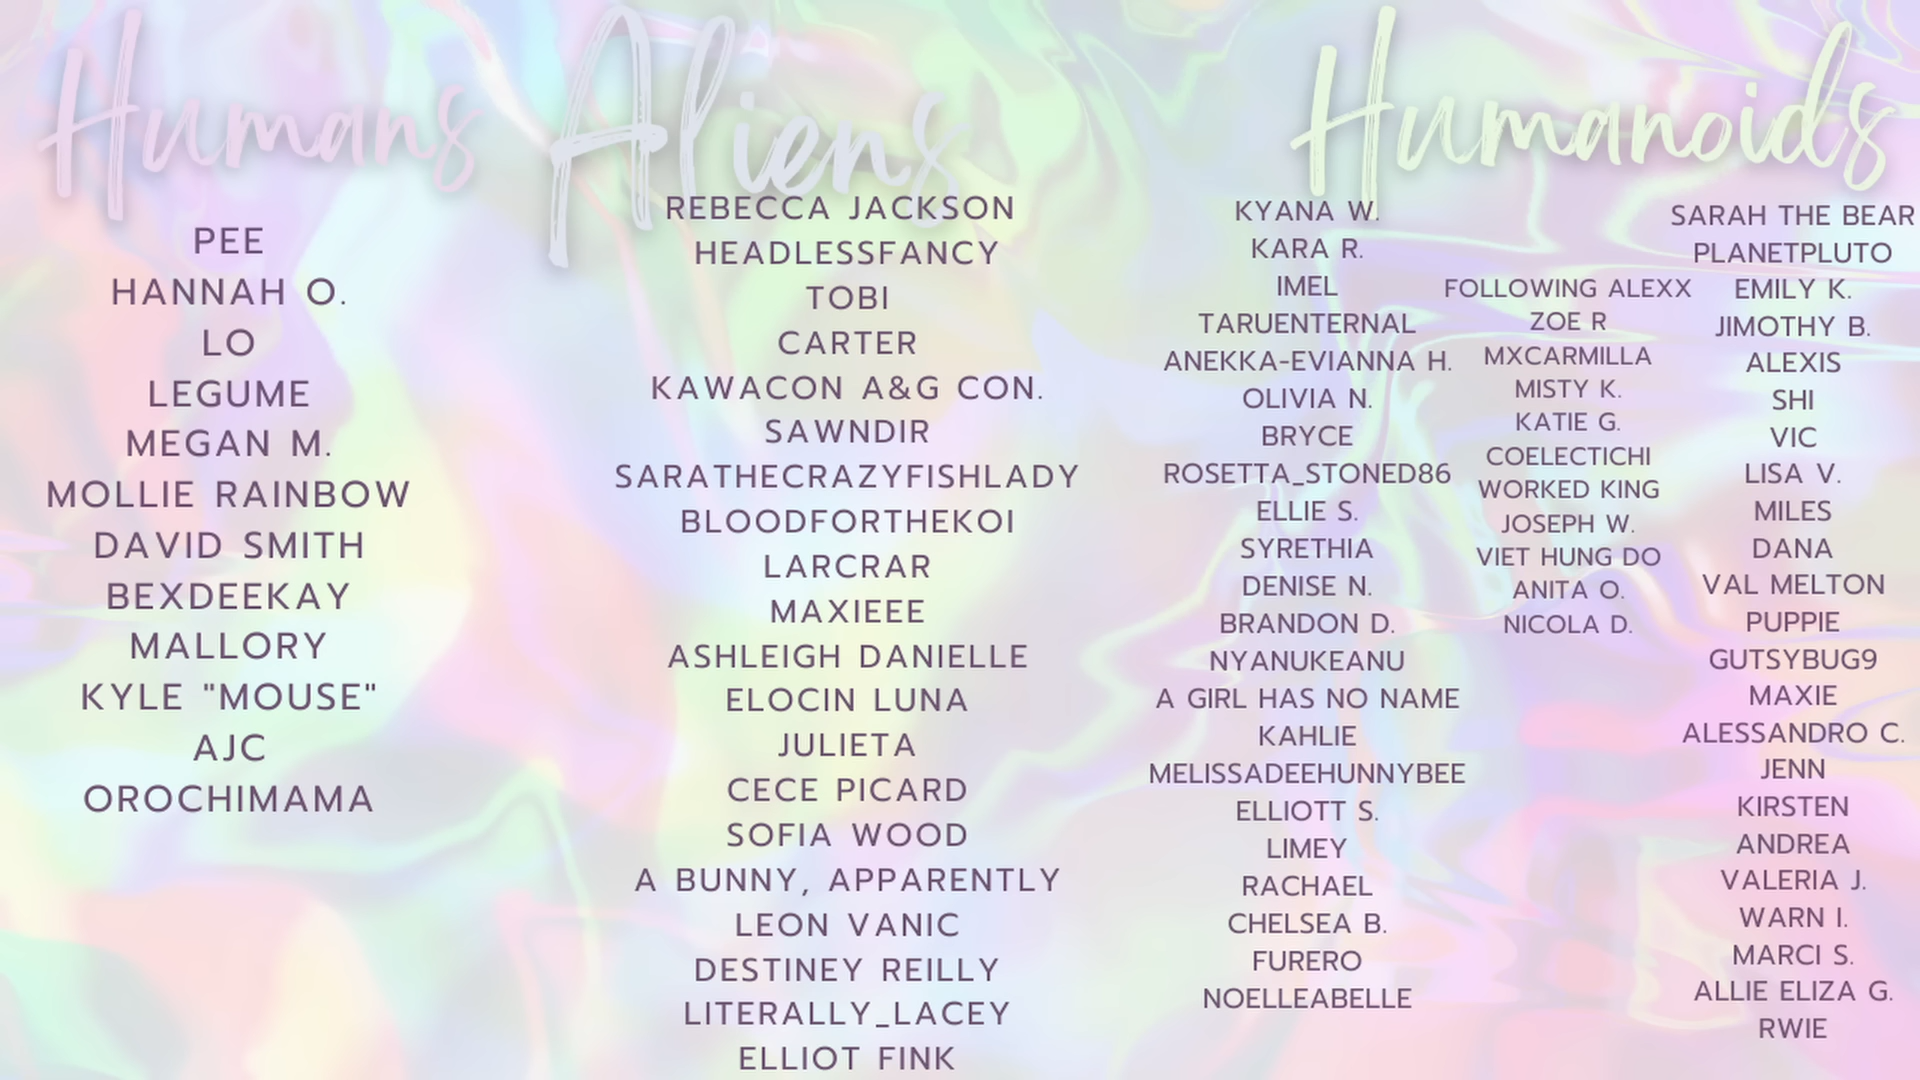 Humans
PEE
HANNAH O.
LO
LEGUME
MEGAN M.
MOLLIE RAINBOW
DAVID SMITH
BEXDEEKAY
MALLORY
KYLE "MOUSE"
AJC
OROCHIMAMA
Aliens
REBECCA JACKSON
HEADLESSFANCY
TOBI
CARTER
KAWACON A&G CON.
SAWNDIR
SARATHECRAZYFISHLADY
BLOODFORTHEKOI
LARCRAR
MAXIEEE
ASHLEIGH DANIELLE
ELOCIN LUNA
JULIETA
CECE PICARD
SOFIA WOOD
A BUNNY, APPARENTLY
LEON VANIC
DESTINEY REILLY
LITERALLY_LACEY
ELLIOT FINK
Humanoids
KYANA W.
KARA R.
IMEL
TARUENTERNAL
ANEKKA-EVIANNA H.
OLIVIA N.
BRYCE
ROSETTA_STONED86
ELLIE S.
SYRETHIA
DENISE N.
BRANDON D.
NYANUKEANU
A GIRL HAS NO NAME
KAHLIE
MELISSADEEHUNNYBEE
ELLIOTT S.
LIMEY
RACHAEL
CHELSEA B.
FURERO
NOELLEABELLE
FOLLOWING ALEXX
ZOE R
MXCARMILLA
MISTY K.
KATIE G.
COELECTICHI
WORKED KING
JOSEPH W.
VIET HUNG DO
ANITA O.
NICOLA D.
SARAH THE BEAR
PLANETPLUTO
EMILY K.
JIMOTHY B.
ALEXIS
SHI
VIC
LISA V.
MILES
DANA
VAL MELTON
PUPPIE
GUTSYBUG9
MAXIE
ALESSANDRO C.
JENN
KIRSTEN
ANDREA
VALERIA J.
WARN I.
MARCI S.
ALLIE ELIZA G.
RWIE